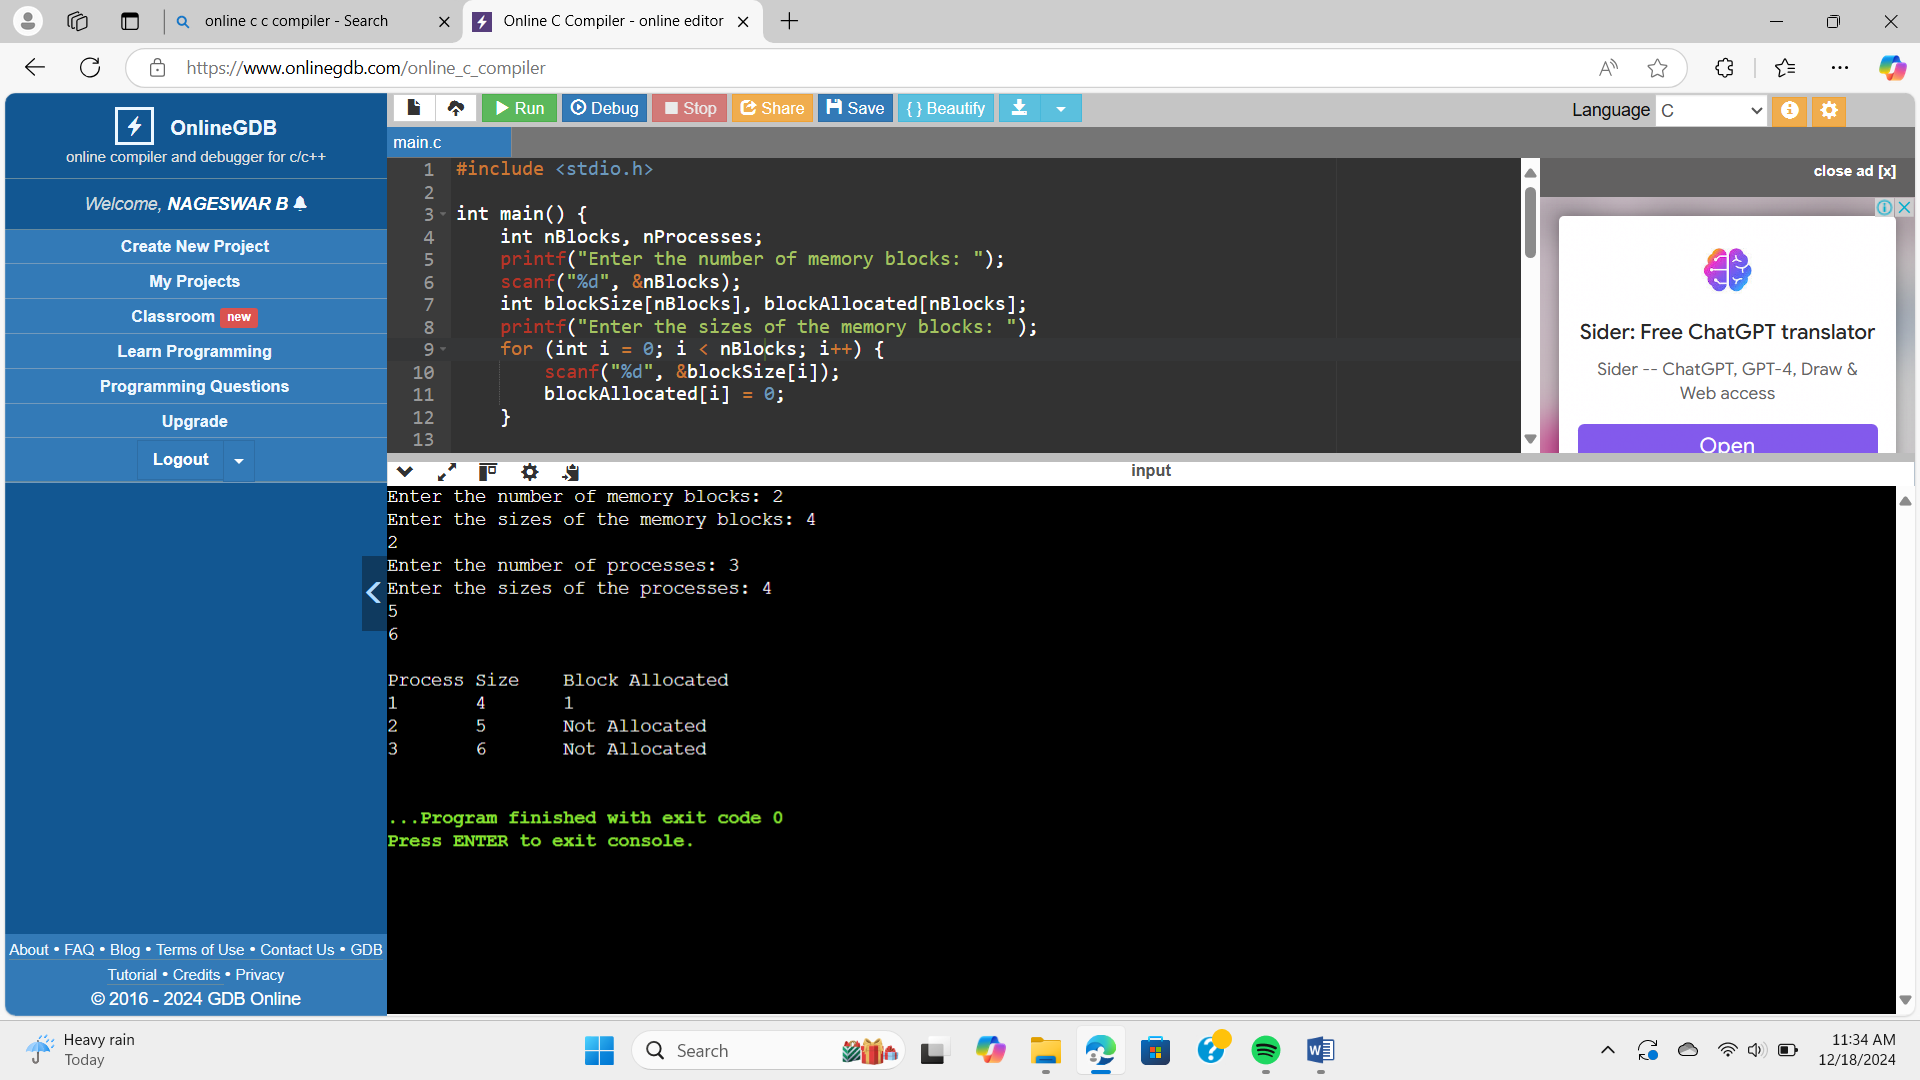 online c c compiler - Search
Online C Compiler - online editor
https://www.onlinegdb.com/online_c_compiler
OnlineGDB
online compiler and debugger for c/c++
Welcome, NAGESWAR B
Create New Project
My Projects
Classroom new
Learn Programming
Programming Questions
Upgrade
Logout
About • FAQ • Blog • Terms of Use • Contact Us • GDB
Tutorial • Credits • Privacy
© 2016 - 2024 GDB Online
Run Debug Stop Share Save { } Beautify
Language C
main.c
1 #include <stdio.h>
2
3 int main() {
4 int nBlocks, nProcesses;
5 printf("Enter the number of memory blocks: ");
6 scanf("%d", &nBlocks);
7 int blockSize[nBlocks], blockAllocated[nBlocks];
8 printf("Enter the sizes of the memory blocks: ");
9 for (int i = 0; i < nBlocks; i++) {
10 scanf("%d", &blockSize[i]);
11 blockAllocated[i] = 0;
12 }
13
close ad [x]
Sider: Free ChatGPT translator
Sider -- ChatGPT, GPT-4, Draw &
Web access
Open
input
Enter the number of memory blocks: 2
Enter the sizes of the memory blocks: 4
2
Enter the number of processes: 3
Enter the sizes of the processes: 4
5
6
Process Size Block Allocated
1 4 1
2 5 Not Allocated
3 6 Not Allocated
...Program finished with exit code 0
Press ENTER to exit console.
Heavy rain
Today
Search
11:34 AM
12/18/2024